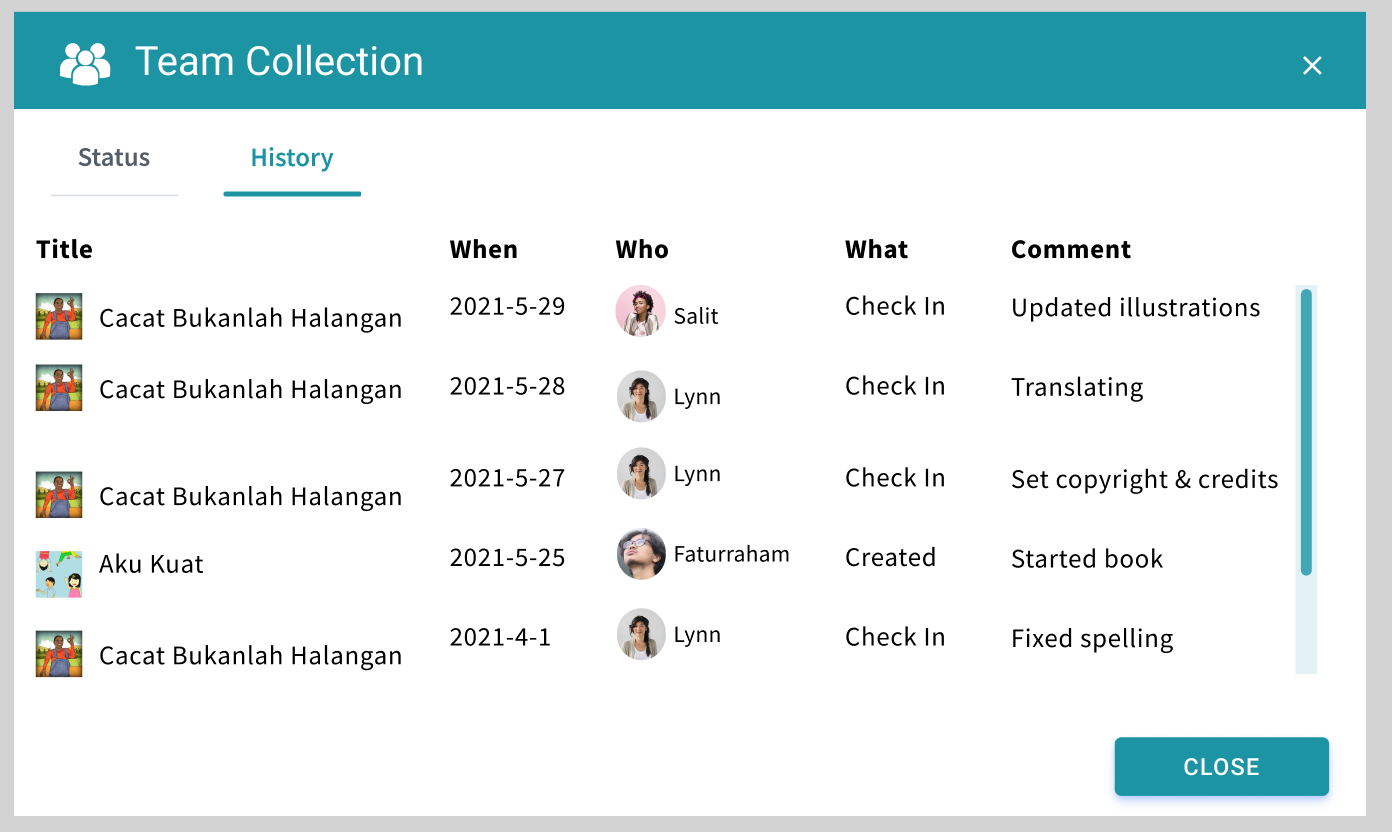 Team Collection
Status History
Title When Who What Comment
Cacat Bukanlah Halangan 2021-5-29 Salit Check In Updated illustrations
Cacat Bukanlah Halangan 2021-5-28 Lynn Check In Translating
Cacat Bukanlah Halangan 2021-5-27 Lynn Check In Set copyright & credits
Aku Kuat 2021-5-25 Faturraham Created Started book
Cacat Bukanlah Halangan 2021-4-1 Lynn Check In Fixed spelling
CLOSE